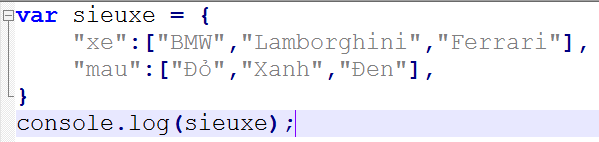 var sieuxe = {
    "xe":["BMW","Lamborghini","Ferrari"],
    "mau":["Đỏ","Xanh","Đen"],
}
console.log(sieuxe);